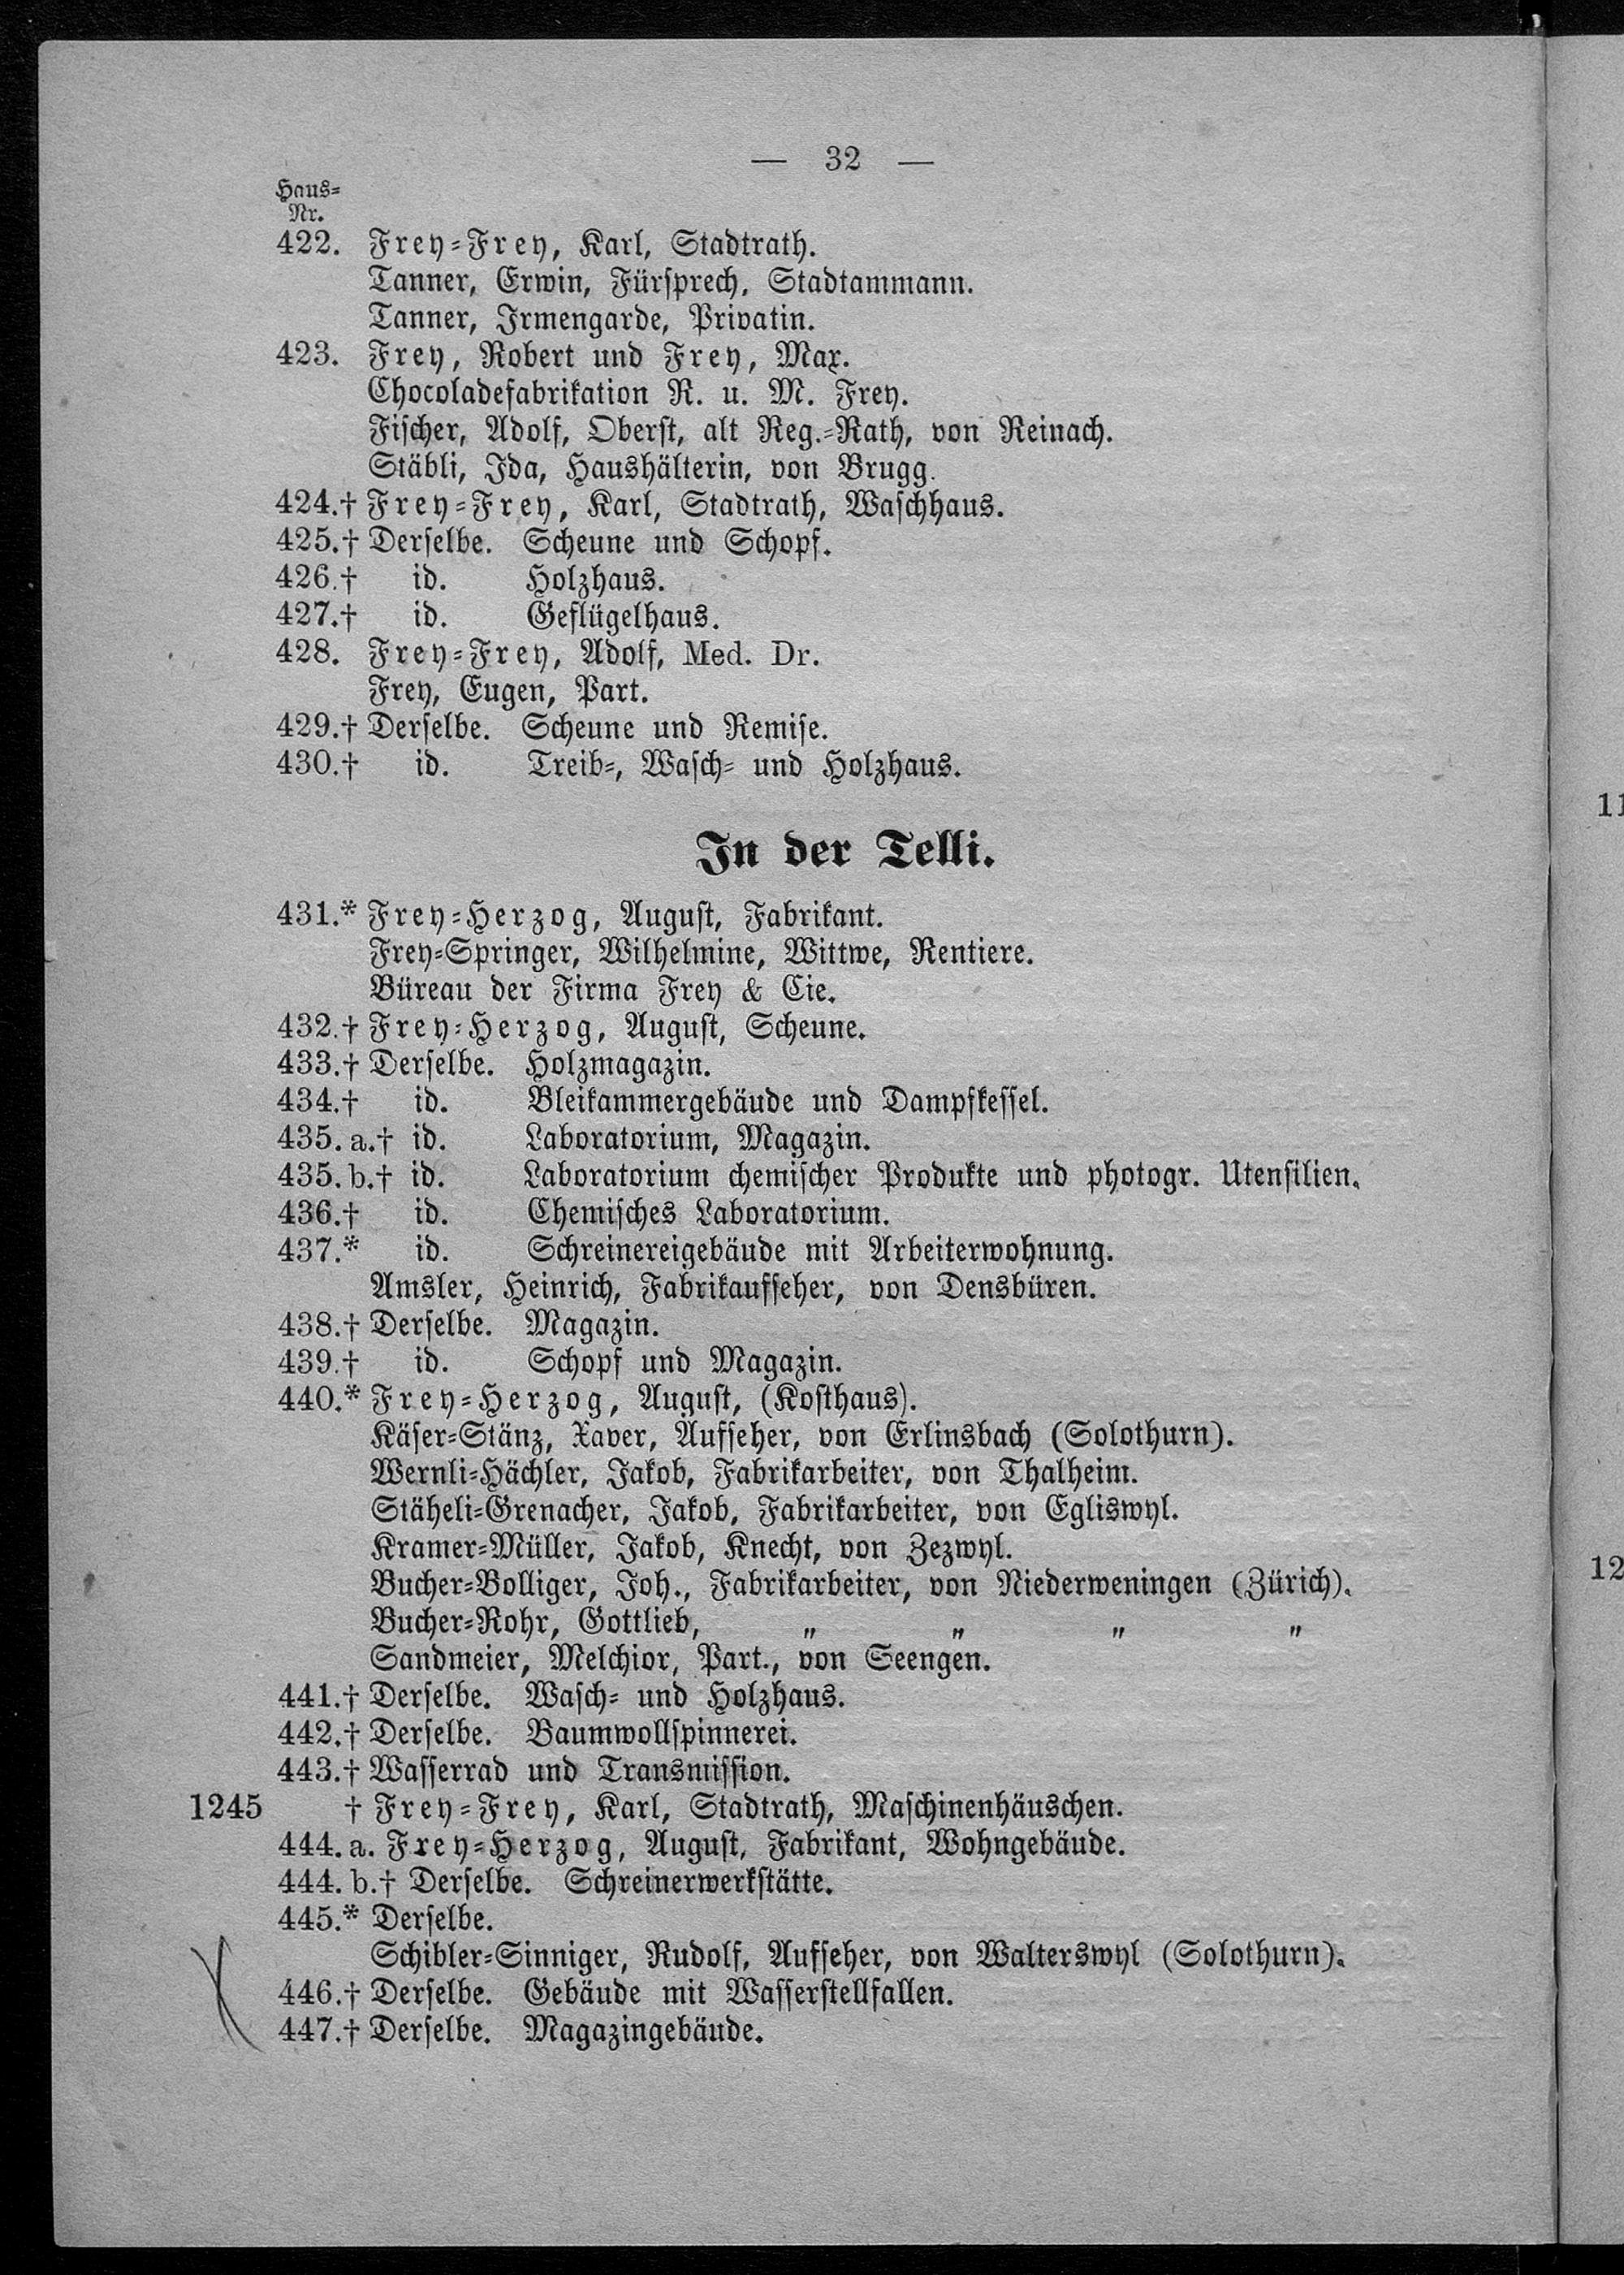 — 32 —
Haus-
Nr.
422. Frey-Frey, Karl, Stadtrath.
Tanner, Erwin, Fürsprech, Stadtammann.
Tanner, Irmengarde, Privatin.
423. Frey, Robert und Frey, Max.
Chocoladefabrikation R. u. M. Frey.
Fischer, Adolf, Oberst, alt Reg.-Rath, von Reinach.
Stäbli, Ida, Haushälterin, von Brugg.
424.† Frey-Frey, Karl, Stadtrath, Waschhaus.
425.† Derselbe. Scheune und Schopf.
426.† id. Holzhaus.
427.† id. Geflügelhaus.
428. Frey-Frey, Adolf, Med. Dr.
Frey, Eugen, Part.
429.† Derselbe. Scheune und Remise.
430.† id. Treib-, Wasch- und Holzhaus.
In der Telli.
431.* Frey-Herzog, August, Fabrikant.
Frey-Springer, Wilhelmine, Wittwe, Rentiere.
Büreau der Firma Frey & Cie.
432.† Frey-Herzog, August, Scheune.
433.† Derselbe. Holzmagazin.
434.† id. Bleikammergebäude und Dampfkessel.
435. a.† id. Laboratorium, Magazin.
435. b.† id. Laboratorium chemischer Produkte und photogr. Utensilien.
436.† id. Chemisches Laboratorium.
437.* id. Schreinereigebäude mit Arbeiterwohnung.
Amsler, Heinrich, Fabrikaufseher, von Densbüren.
438.† Derselbe. Magazin.
439.† id. Schopf und Magazin.
440.* Frey-Herzog, August, (Kosthaus).
Käser-Stänz, Xaver, Aufseher, von Erlinsbach (Solothurn).
Wernli-Hächler, Jakob, Fabrikarbeiter, von Thalheim.
Stäheli-Grenacher, Jakob, Fabrikarbeiter, von Egliswyl.
Kramer-Müller, Jakob, Knecht, von Zezwyl.
Bucher-Bolliger, Joh., Fabrikarbeiter, von Niederweningen (Zürich).
Bucher-Rohr, Gottlieb, „ „ „ „
Sandmeier, Melchior, Part., von Seengen.
441.† Derselbe. Wasch- und Holzhaus.
442.† Derselbe. Baumwollspinnerei.
443.† Wasserrad und Transmission.
1245 † Frey-Frey, Karl, Stadtrath, Maschinenhäuschen.
444. a. Frey-Herzog, August, Fabrikant, Wohngebäude.
444. b.† Derselbe. Schreinerwerkstätte.
445.* Derselbe.
Schibler-Sinniger, Rudolf, Aufseher, von Walterswyl (Solothurn).
446.† Derselbe. Gebäude mit Wasserstellfallen.
447.† Derselbe. Magazingebäude.